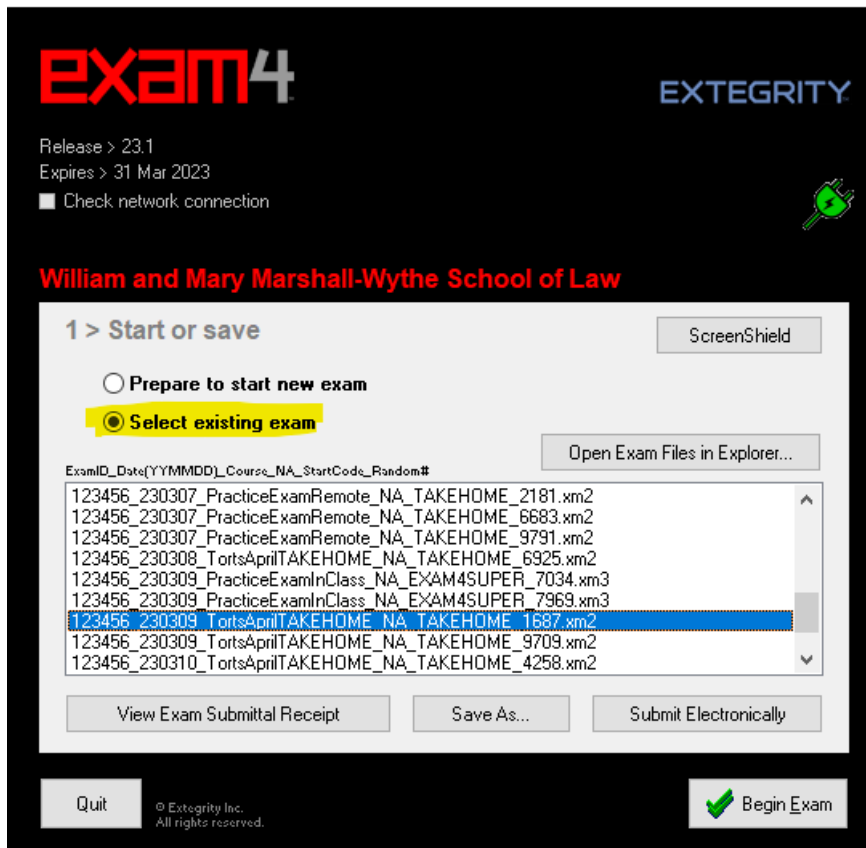 exam4
EXTEGRITY
Release > 23.1
Expires > 31 Mar 2023
Check network connection
William and Mary Marshall-Wythe School of Law
1 > Start or save
ScreenShield
Prepare to start new exam
Select existing exam
Open Exam Files in Explorer...
ExamID_Date(YYMMDD)_Course_NA_StartCode_Random#
123456_230307_PracticeExamRemote_NA_TAKEHOME_2181.xm2
123456_230307_PracticeExamRemote_NA_TAKEHOME_6683.xm2
123456_230307_PracticeExamRemote_NA_TAKEHOME_9791.xm2
123456_230308_TortsAprilTAKEHOME_NA_TAKEHOME_6925.xm2
123456_230309_PracticeExamInClass_NA_EXAM4SUPER_7034.xm3
123456_230309_PracticeExamInClass_NA_EXAM4SUPER_7969.xm3
123456_230309_TortsAprilTAKEHOME_NA_TAKEHOME_1687.xm2
123456_230309_TortsAprilTAKEHOME_NA_TAKEHOME_9709.xm2
123456_230310_TortsAprilTAKEHOME_NA_TAKEHOME_4258.xm2
View Exam Submittal Receipt
Save As...
Submit Electronically
Quit
© Extegrity Inc.
All rights reserved.
Begin Exam